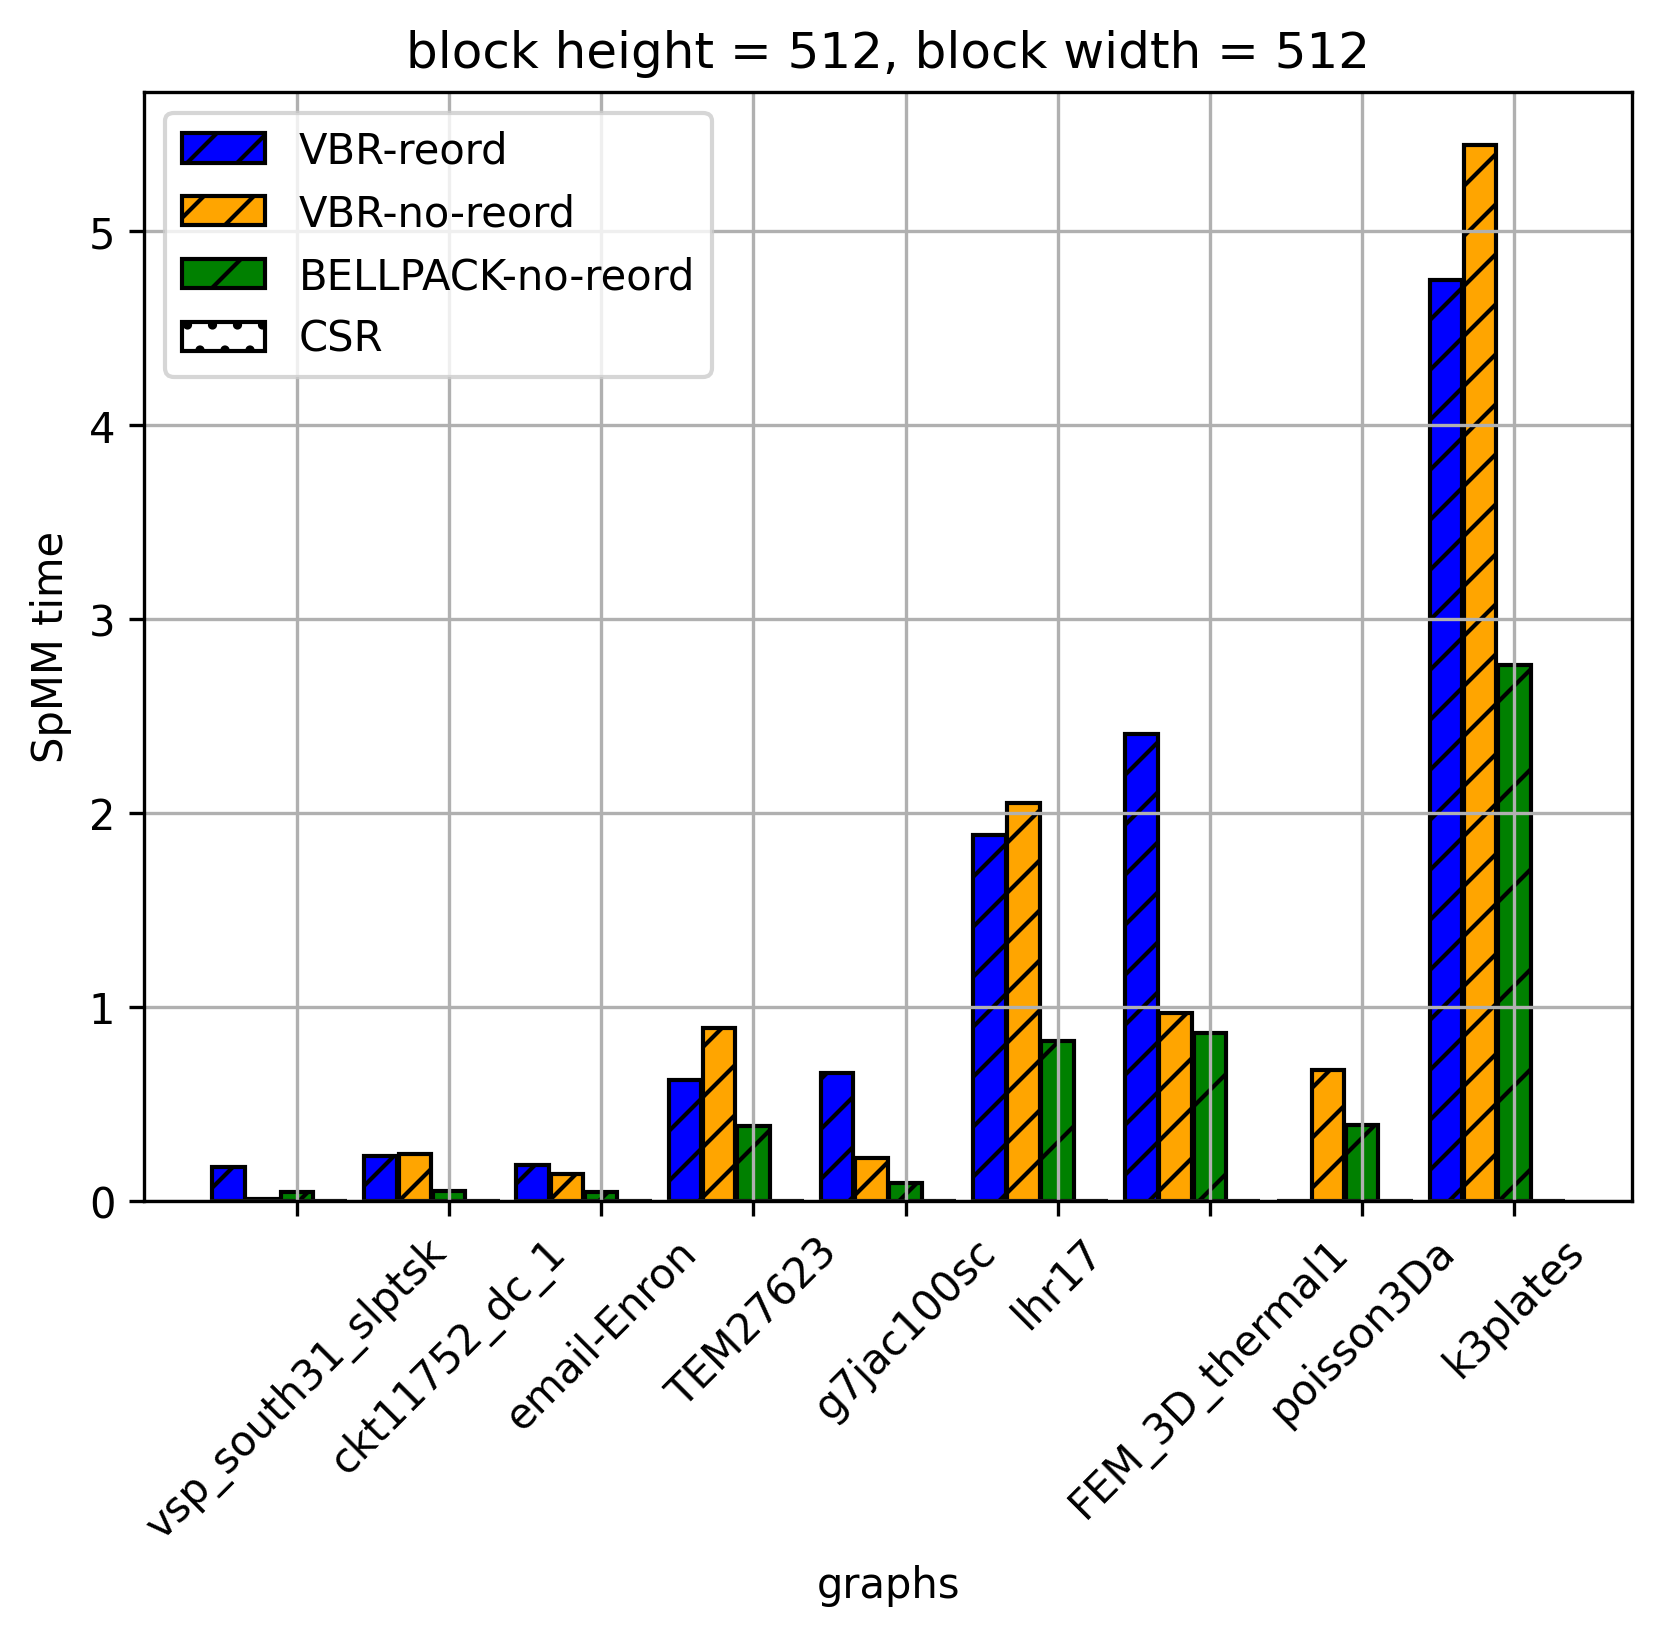 block height = 512, block width = 512
VBR-reord
VBR-no-reord
BELLPACK-no-reord
CSR
SpMM time
5
4
3
2
1
0
vsp_south31_slptsk
ckt11752_dc_1
email-Enron
TEM27623
g7jac100sc
lhr17
FEM_3D_thermal1
poisson3Da
k3plates
graphs